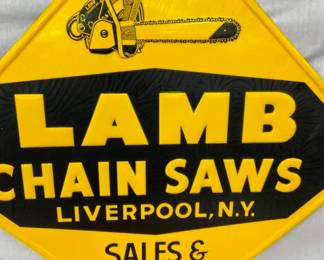 LAMB
CHAIN SAWS
LIVERPOOL, N.Y.
SALES &